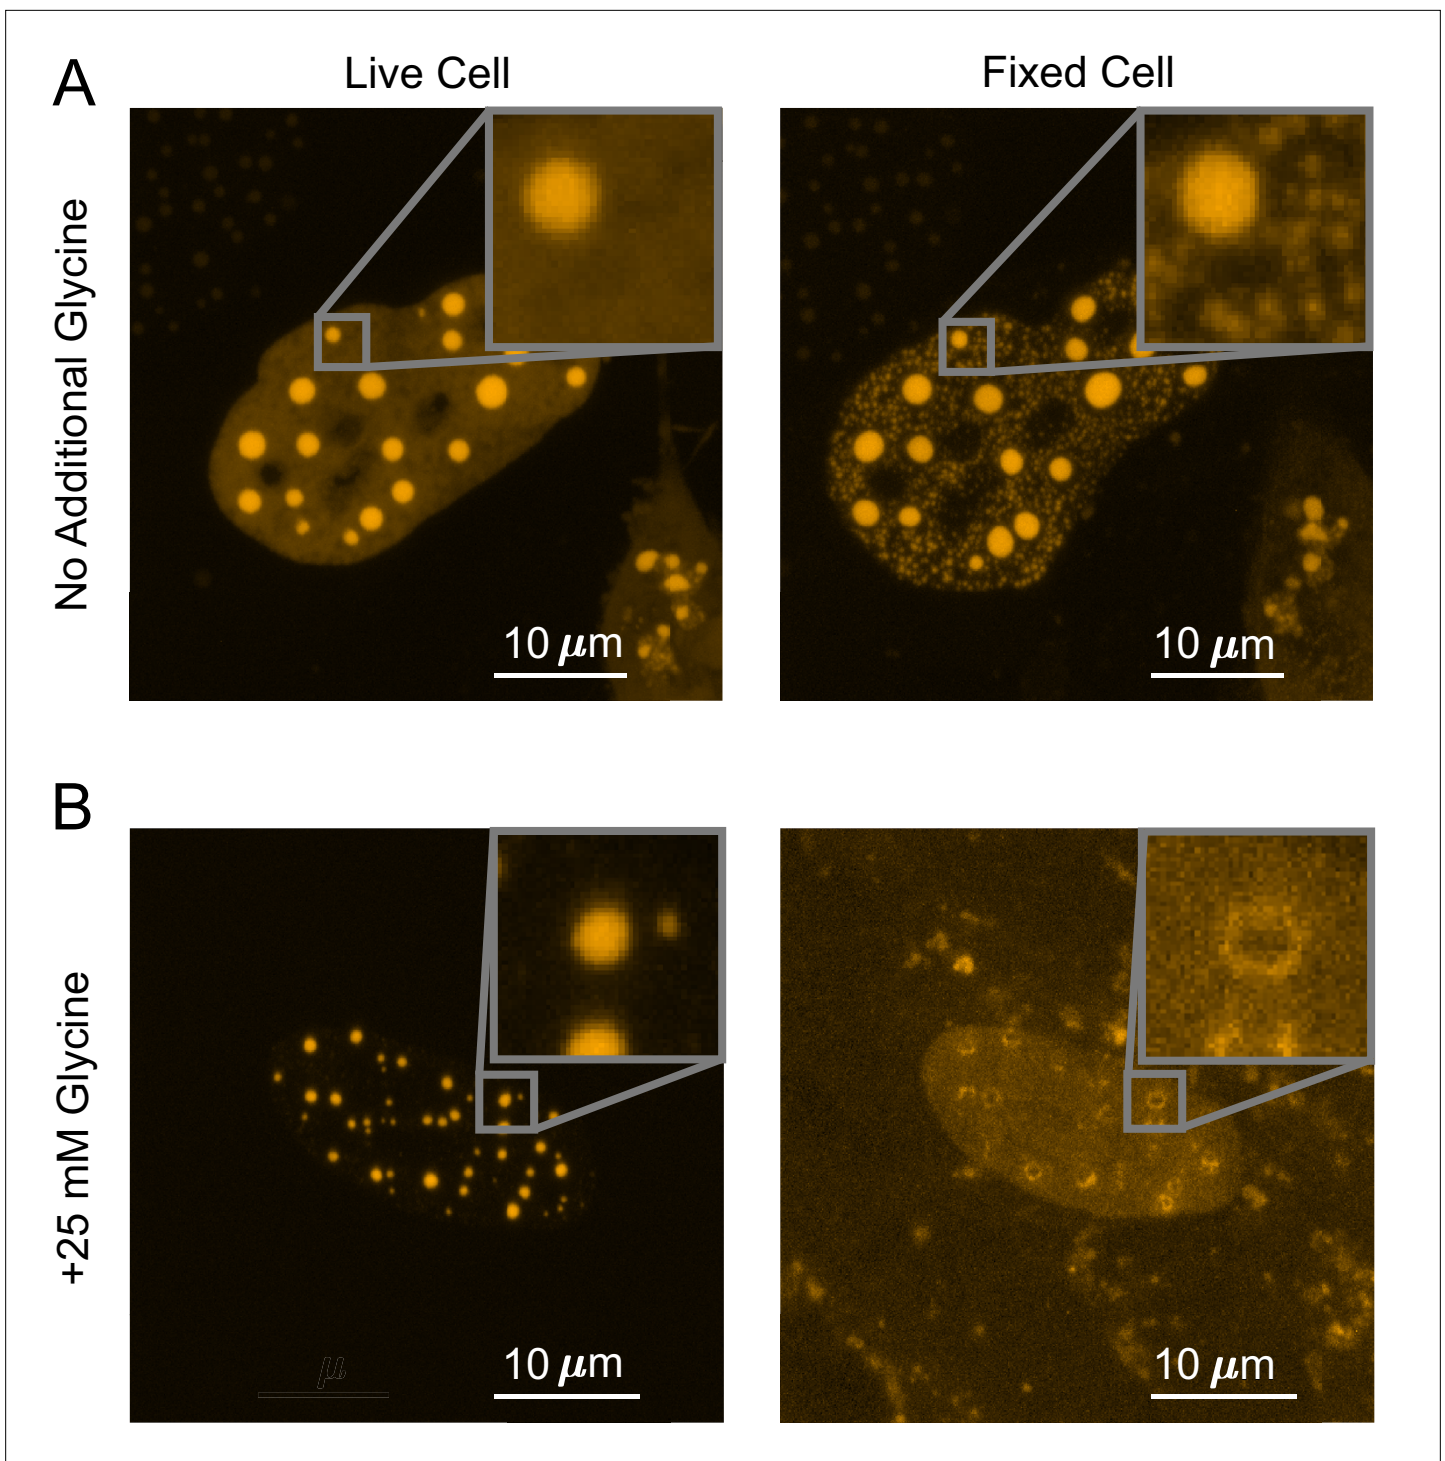 A
Live Cell
Fixed Cell
No Additional Glycine
10 μm
10 μm
B
+25 mM Glycine
μ
10 μm
10 μm